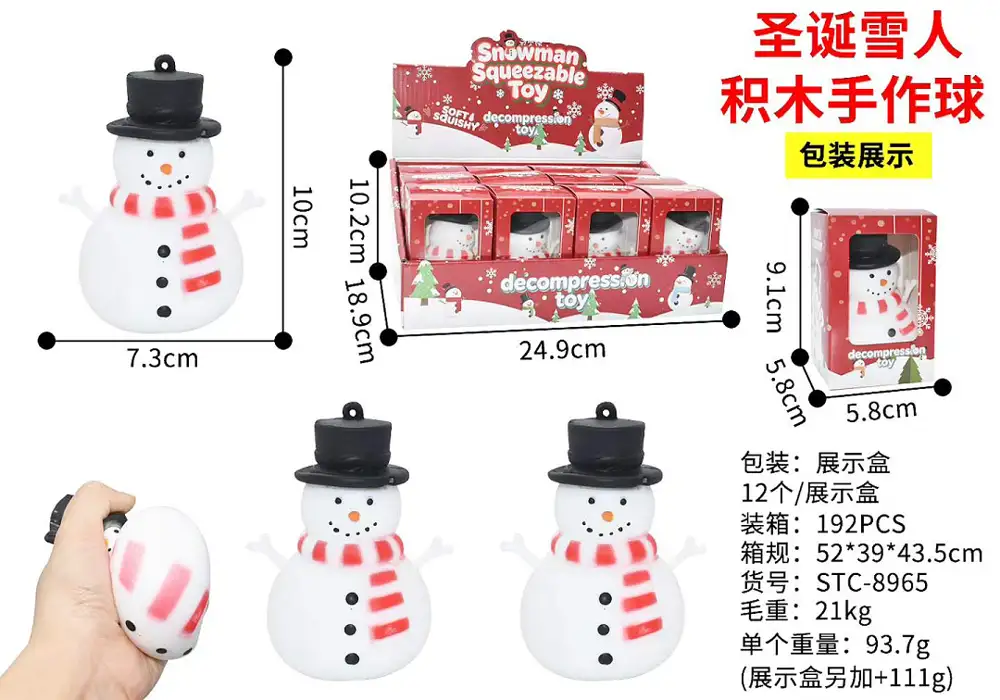 圣诞雪人
积木手作球
包装展示
10cm
7.3cm
Snowman
Squeezable
Toy
SOFT&
SQUISHY
decompression
toy
decompression
toy
10.2cm
18.9cm
24.9cm
decompression
toy
9.1cm
5.8cm
5.8cm
包装：展示盒
12个/展示盒
装箱：192PCS
箱规：52*39*43.5cm
货号：STC-8965
毛重：21kg
单个重量：93.7g
(展示盒另加+111g)